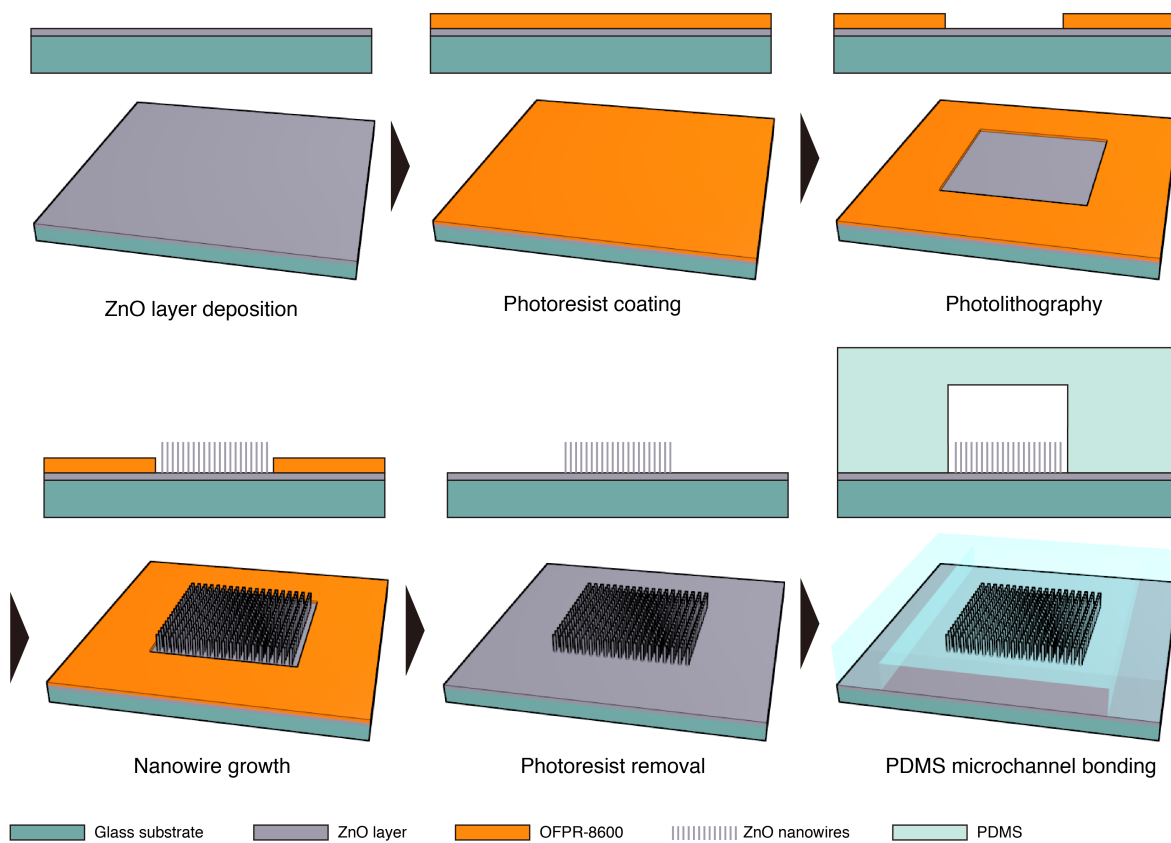 ZnO layer deposition
Photoresist coating
Photolithography
Nanowire growth
Photoresist removal
PDMS microchannel bonding
Glass substrate
ZnO layer
OFPR-8600
ZnO nanowires
PDMS